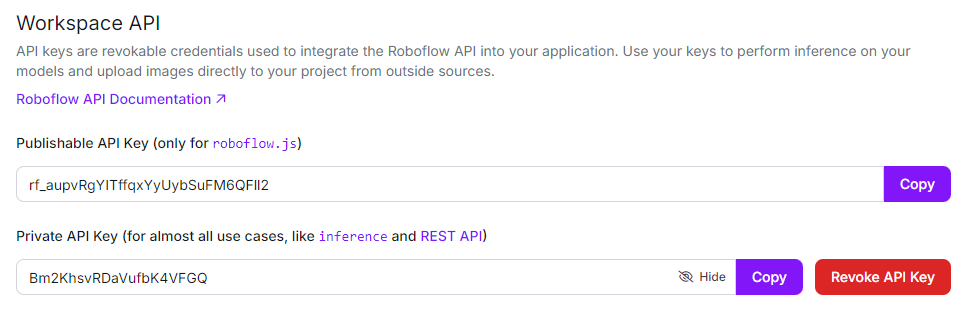 Workspace API
API keys are revokable credentials used to integrate the Roboflow API into your application. Use your keys to perform inference on your
models and upload images directly to your project from outside sources.
Roboflow API Documentation ↗
Publishable API Key (only for roboflow.js)
rf_aupvRgYITffqxYyUybSuFM6QFlI2 Copy
Private API Key (for almost all use cases, like inference and REST API)
Bm2KhsvRDaVufbK4VFGQ Hide Copy Revoke API Key